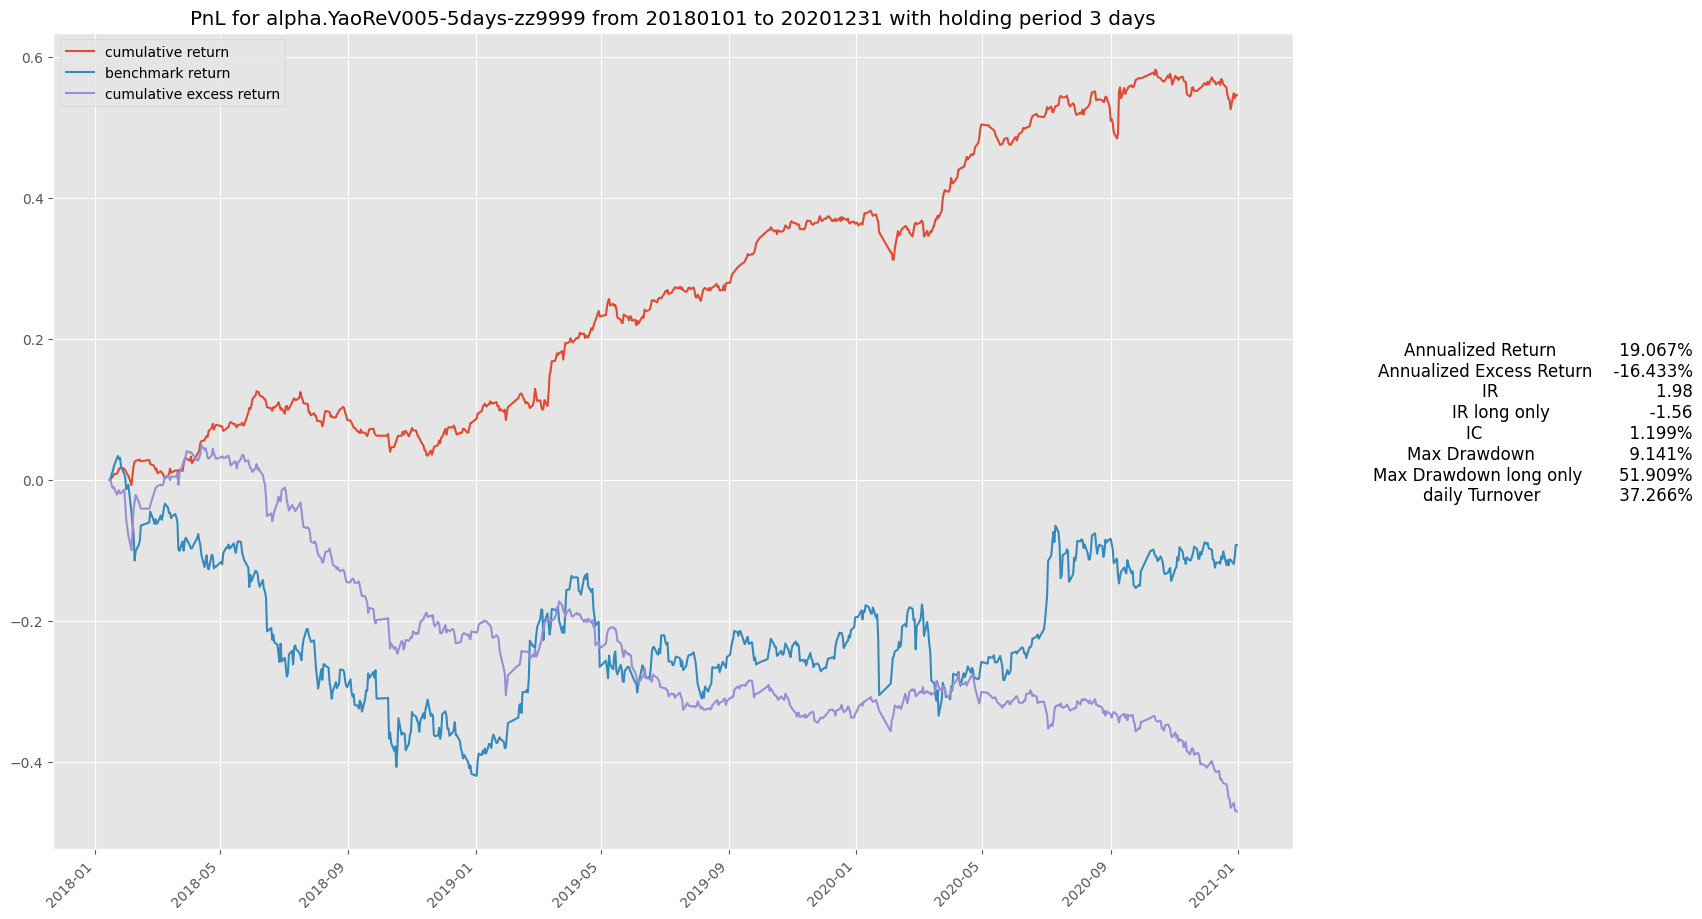 PnL for alpha.YaoReV005-5days-zz9999 from 20180101 to 20201231 with holding period 3 days
cumulative return
benchmark return
cumulative excess return
0.6
0.4
0.2
0.0
−0.2
−0.4
2018-01
2018-05
2018-09
2019-01
2019-05
2019-09
2020-01
2020-05
2020-09
2021-01
Annualized Return 19.067%
Annualized Excess Return -16.433%
IR 1.98
IR long only -1.56
IC 1.199%
Max Drawdown 9.141%
Max Drawdown long only 51.909%
daily Turnover 37.266%